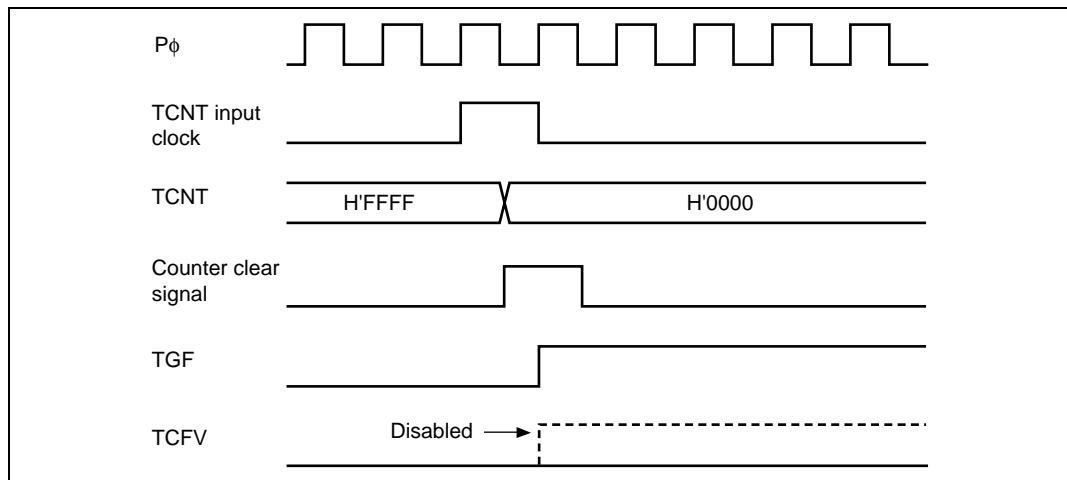 Pϕ
TCNT input
clock
TCNT
H'FFFF
H'0000
Counter clear
signal
TGF
TCFV
Disabled